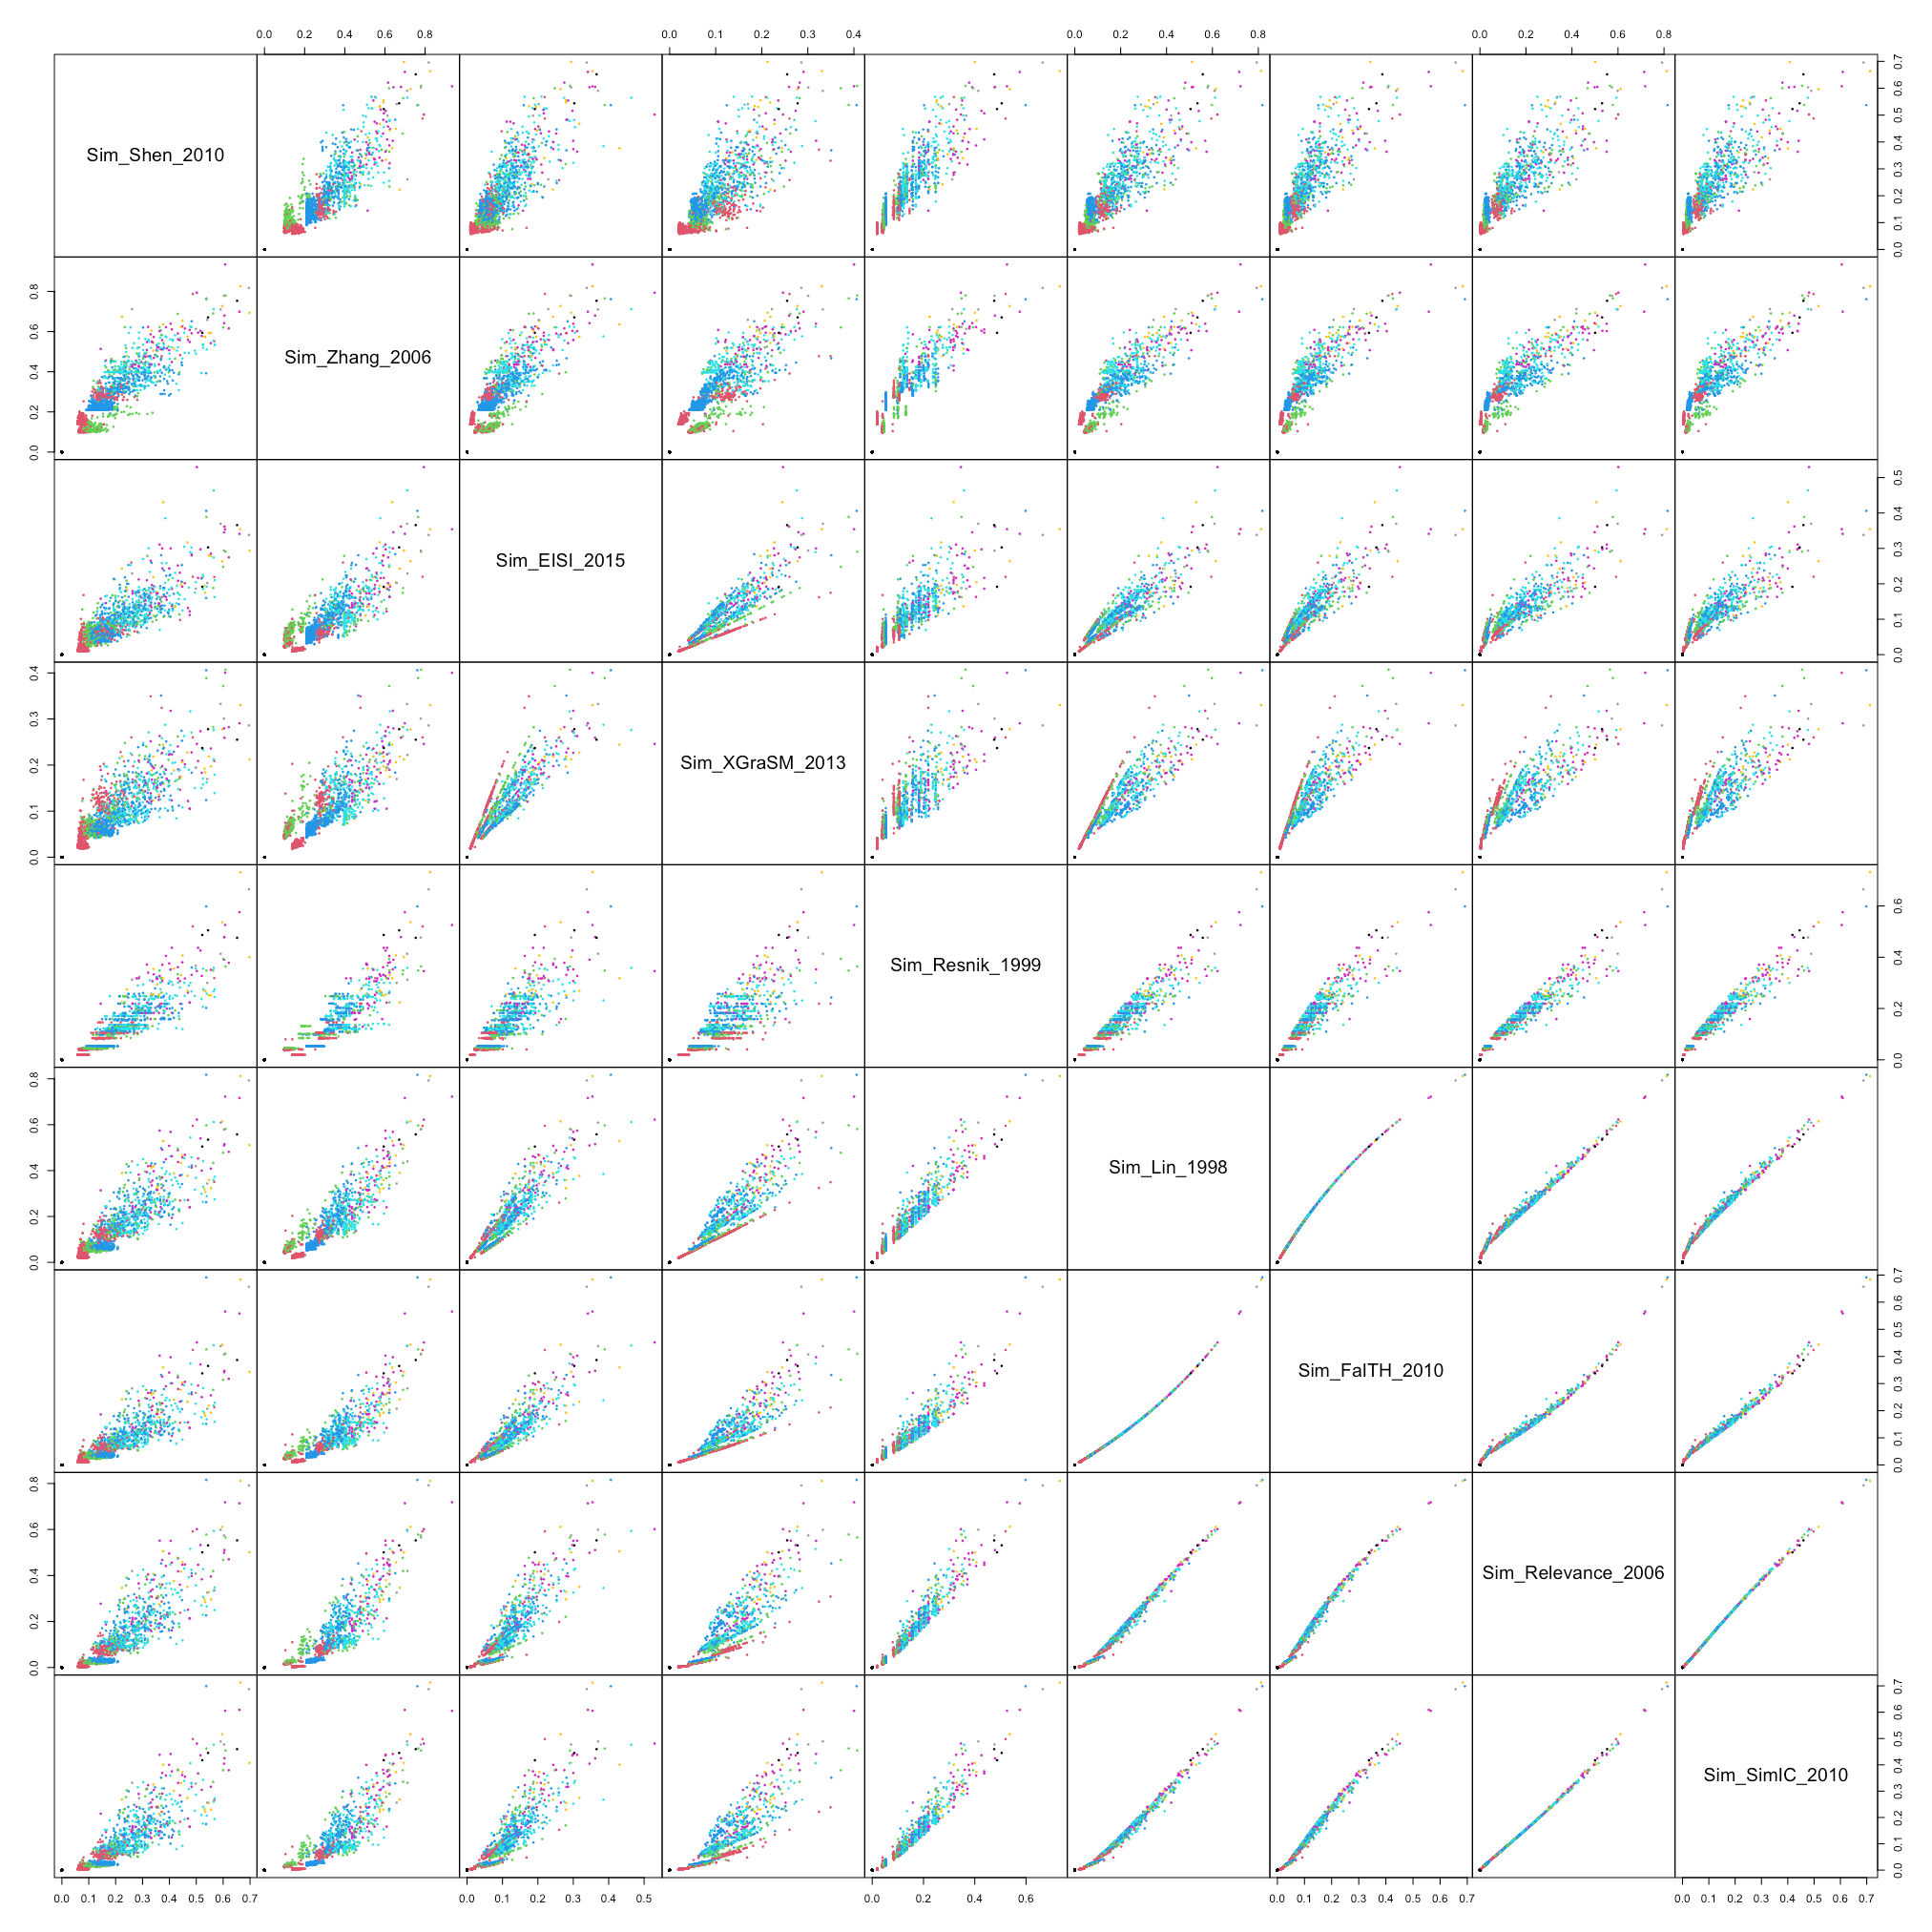 0.0 0.2 0.4 0.6 0.8 0.0 0.1 0.2 0.3 0.4 0.0 0.2 0.4 0.6 0.8 0.0 0.2 0.4 0.6 0.8
Sim_Shen_2010 0.0 0.1 0.2 0.3 0.4 0.5 0.6 0.7
0.0 0.2 0.4 0.6 0.8 Sim_Zhang_2006
Sim_EISI_2015 0.0 0.1 0.2 0.3 0.4 0.5
0.0 0.1 0.2 0.3 0.4 Sim_XGraSM_2013
Sim_Resnik_1999 0.0 0.2 0.4 0.6
0.0 0.2 0.4 0.6 0.8 Sim_Lin_1998
Sim_FaITH_2010 0.0 0.1 0.2 0.3 0.4 0.5 0.6 0.7
0.0 0.2 0.4 0.6 0.8 Sim_Relevance_2006
Sim_SimIC_2010 0.0 0.1 0.2 0.3 0.4 0.5 0.6 0.7
0.0 0.1 0.2 0.3 0.4 0.5 0.6 0.7 0.0 0.1 0.2 0.3 0.4 0.5 0.0 0.2 0.4 0.6 0.0 0.1 0.2 0.3 0.4 0.5 0.6 0.7 0.0 0.1 0.2 0.3 0.4 0.5 0.6 0.7